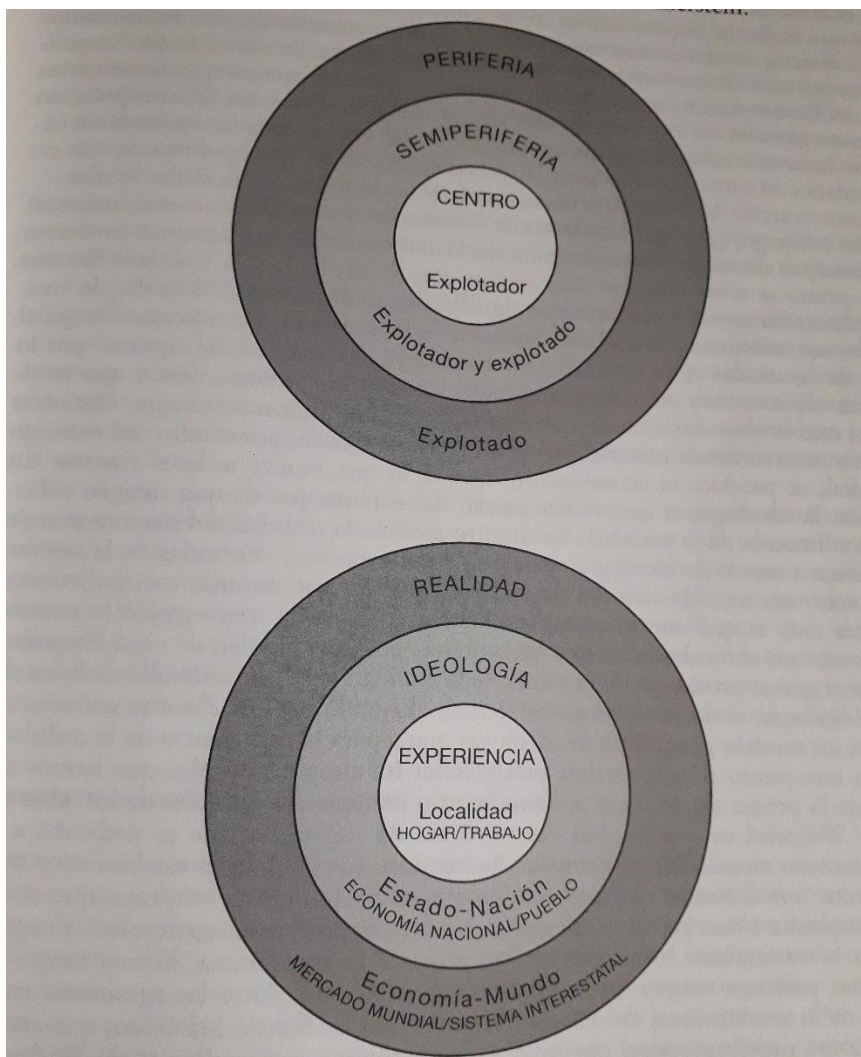 PERIFERIA
SEMIPERIFERIA
CENTRO
Explotador
Explotador y explotado
Explotado
REALIDAD
IDEOLOGÍA
EXPERIENCIA
Localidad
HOGAR/TRABAJO
Estado-Nación
ECONOMÍA NACIONAL/PUEBLO
Economía-Mundo
MERCADO MUNDIAL/SISTEMA INTERESTATAL